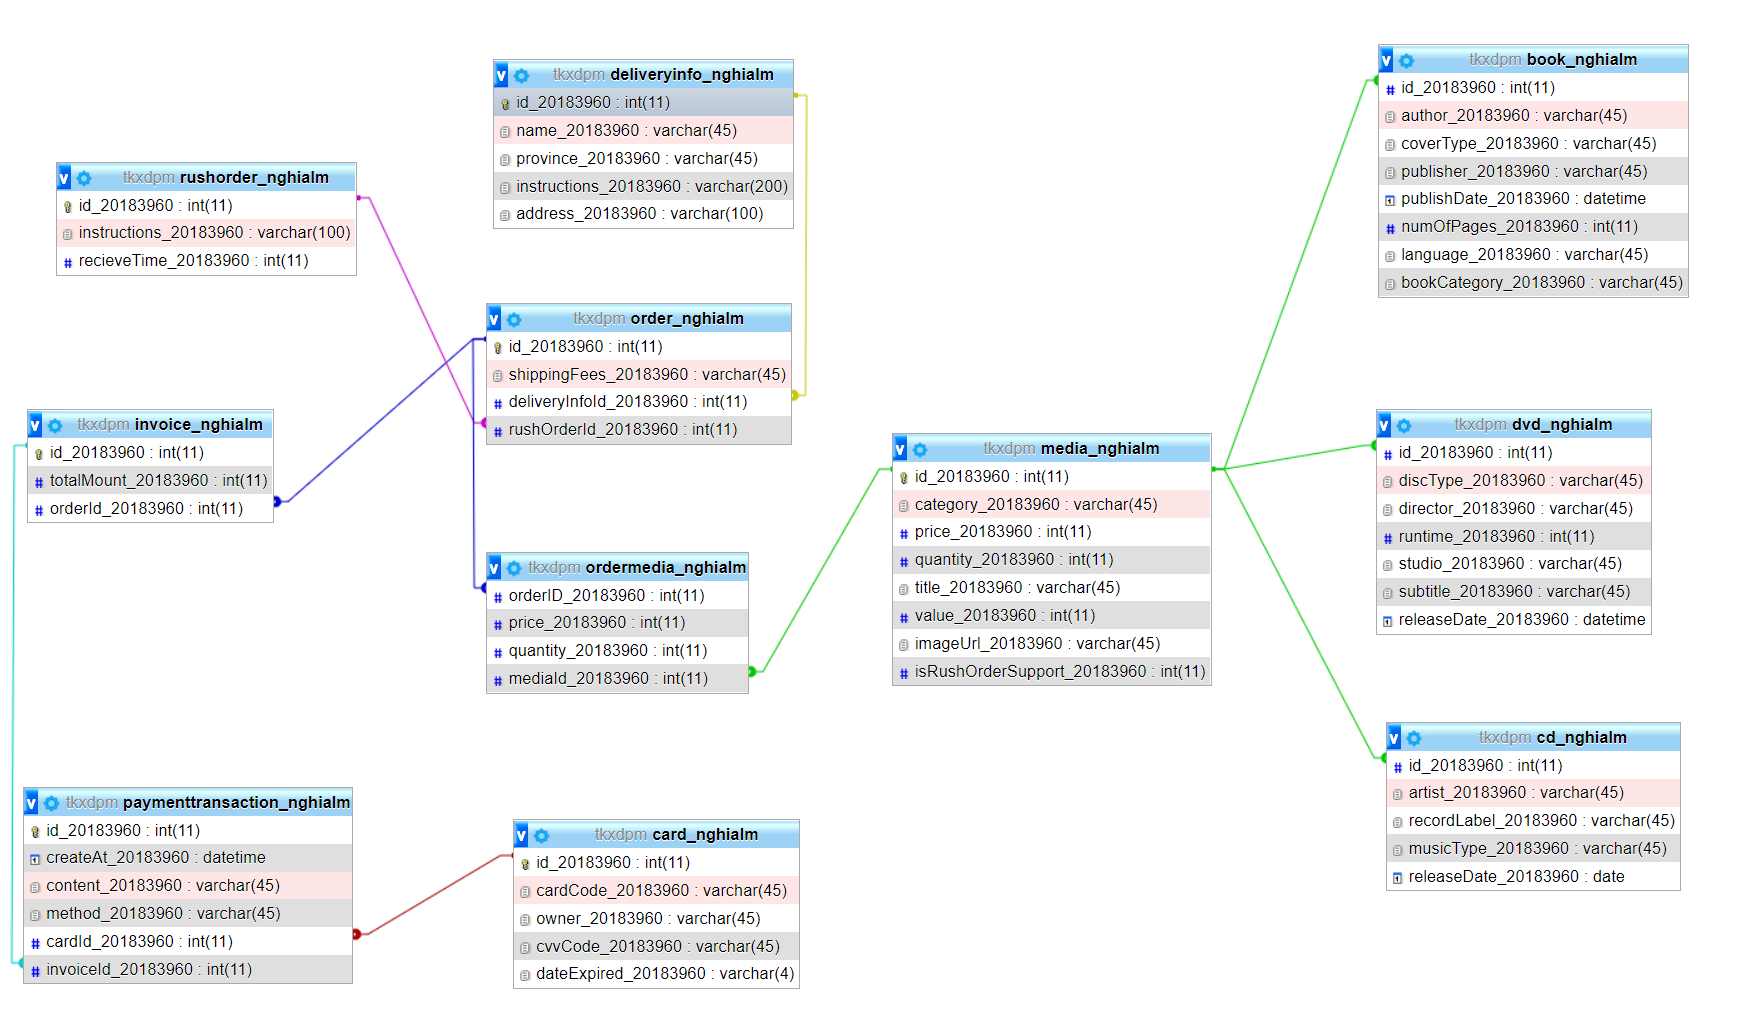 tkxdpm deliveryinfo_nghialm
id_20183960 : int(11)
name_20183960 : varchar(45)
province_20183960 : varchar(45)
instructions_20183960 : varchar(200)
address_20183960 : varchar(100)
tkxdpm rushorder_nghialm
id_20183960 : int(11)
instructions_20183960 : varchar(100)
recieveTime_20183960 : int(11)
tkxdpm order_nghialm
id_20183960 : int(11)
shippingFees_20183960 : varchar(45)
deliveryInfoId_20183960 : int(11)
rushOrderId_20183960 : int(11)
tkxdpm invoice_nghialm
id_20183960 : int(11)
totalMount_20183960 : int(11)
orderId_20183960 : int(11)
tkxdpm ordermedia_nghialm
orderID_20183960 : int(11)
price_20183960 : int(11)
quantity_20183960 : int(11)
mediaId_20183960 : int(11)
tkxdpm paymenttransaction_nghialm
id_20183960 : int(11)
createAt_20183960 : datetime
content_20183960 : varchar(45)
method_20183960 : varchar(45)
cardId_20183960 : int(11)
invoiceId_20183960 : int(11)
tkxdpm card_nghialm
id_20183960 : int(11)
cardCode_20183960 : varchar(45)
owner_20183960 : varchar(45)
cvvCode_20183960 : varchar(45)
dateExpired_20183960 : varchar(4)
tkxdpm media_nghialm
id_20183960 : int(11)
category_20183960 : varchar(45)
price_20183960 : int(11)
quantity_20183960 : int(11)
title_20183960 : varchar(45)
value_20183960 : int(11)
imageUrl_20183960 : varchar(45)
isRushOrderSupport_20183960 : int(11)
tkxdpm book_nghialm
id_20183960 : int(11)
author_20183960 : varchar(45)
coverType_20183960 : varchar(45)
publisher_20183960 : varchar(45)
publishDate_20183960 : datetime
numOfPages_20183960 : int(11)
language_20183960 : varchar(45)
bookCategory_20183960 : varchar(45)
tkxdpm dvd_nghialm
id_20183960 : int(11)
discType_20183960 : varchar(45)
director_20183960 : varchar(45)
runtime_20183960 : int(11)
studio_20183960 : varchar(45)
subtitle_20183960 : varchar(45)
releaseDate_20183960 : datetime
tkxdpm cd_nghialm
id_20183960 : int(11)
artist_20183960 : varchar(45)
recordLabel_20183960 : varchar(45)
musicType_20183960 : varchar(45)
releaseDate_20183960 : date